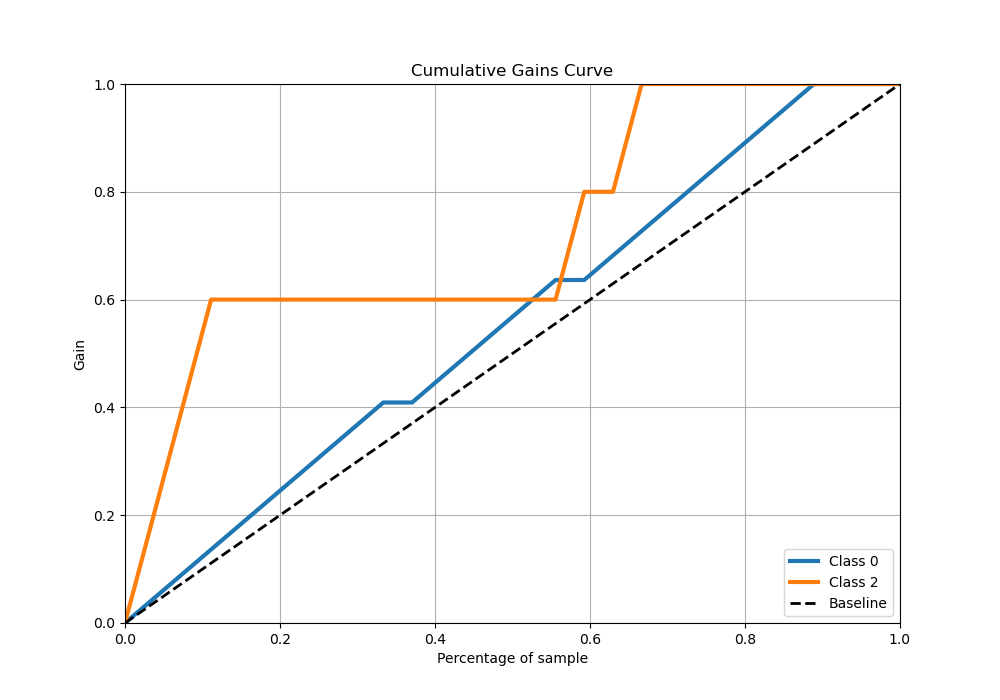 Cumulative Gains Curve
1.0
0.8
0.6
0.4
0.2
0.0
Gain
0.0 0.2 0.4 0.6 0.8 1.0
Percentage of sample
Class 0
Class 2
Baseline